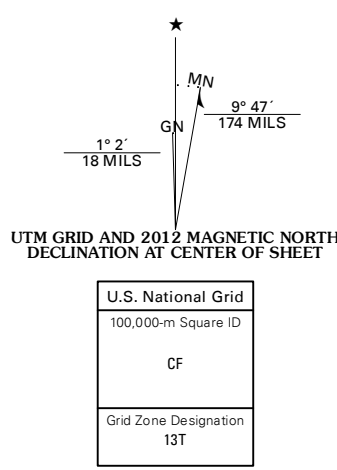 ★
MN
GN
9° 47´
174 MILS
1° 2´
18 MILS
UTM GRID AND 2012 MAGNETIC NORTH
DECLINATION AT CENTER OF SHEET
U.S. National Grid
100,000-m Square ID
CF
Grid Zone Designation
13T